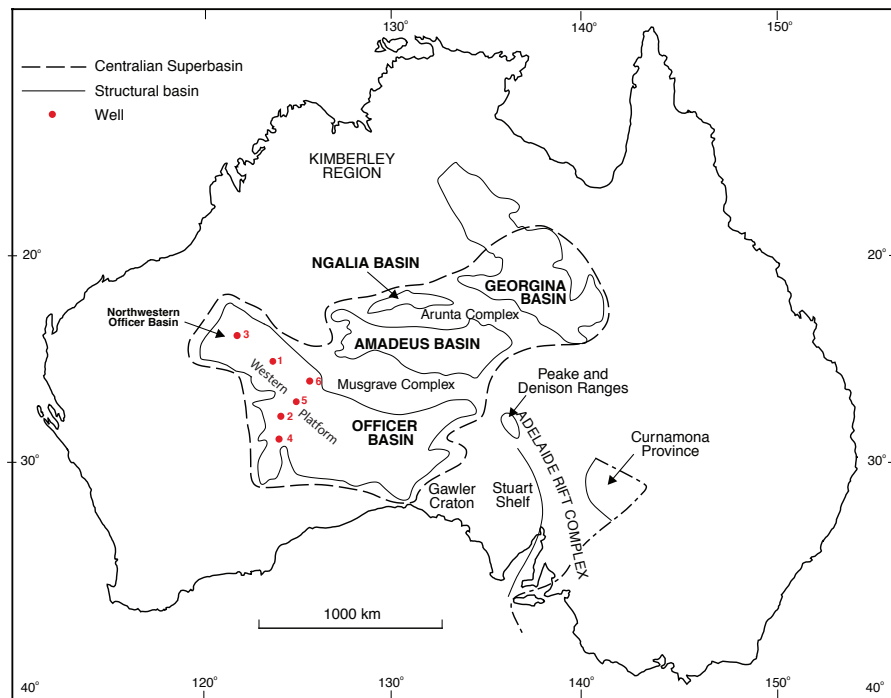 130°
140°
150°
Centralian Superbasin
Structural basin
Well
KIMBERLEY
REGION
20°
20°
NGALIA BASIN
GEORGINA
BASIN
Arunta Complex
Northwestern
Officer Basin
3
AMADEUS BASIN
1
Western
6
Musgrave Complex
Peake and
Denison Ranges
5
2
Platform
OFFICER
BASIN
4
ADELAIDE RIFT COMPLEX
Curnamona
Province
30°
30°
Gawler
Craton
Stuart
Shelf
1000 km
40°
120°
130°
140°
150°
40°